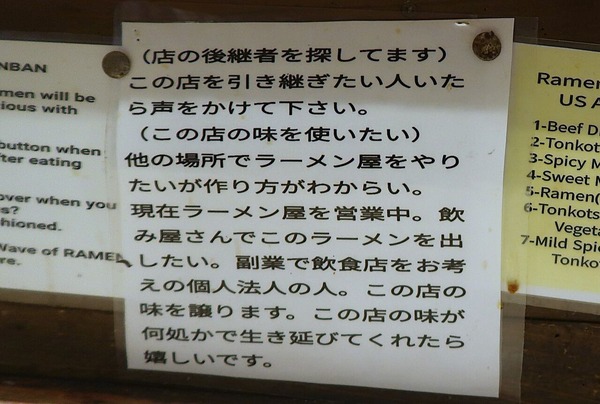 NBAN
men will be
ious with
button when
fter eating
over when you
s?
hioned.
Wave of RAMEN
re.
(店の後継者を探してます)
この店を引き継ぎたい人いた
ら声をかけて下さい。
(この店の味を使いたい)
他の場所でラーメン屋をやり
たいが作り方がわからい。
現在ラーメン屋を営業中。飲
み屋さんでこのラーメンを出
したい。副業で飲食店をお考
えの個人法人の人。この店の
味を譲ります。この店の味が
何処かで生き延びてくれたら
嬉しいです。
Ramen
US A
1-Beef D
2-Tonkot
3-Spicy M
4-Sweet M
5-Ramen(
6-Tonkots
Vegeta
7-Mild Spic
Tonko